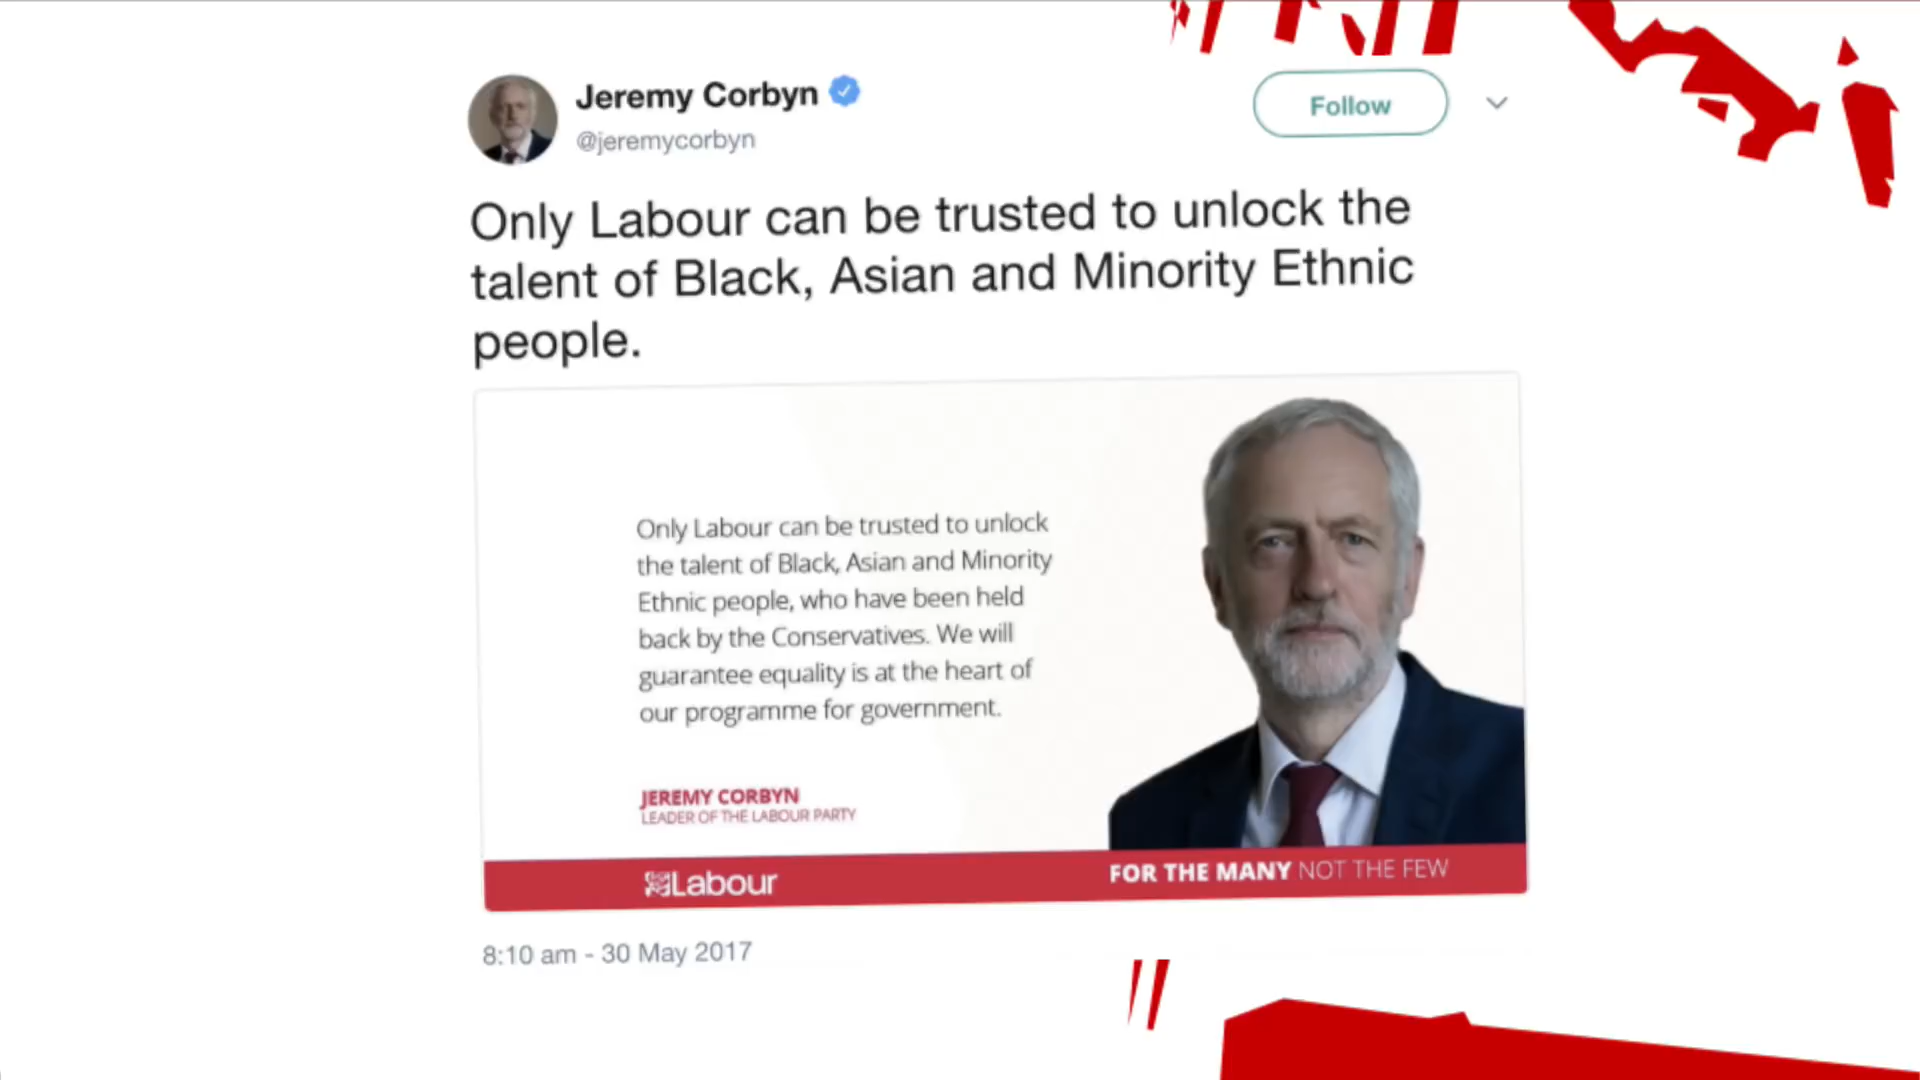 Jeremy Corbyn
@jeremycorbyn
Follow
Only Labour can be trusted to unlock the
talent of Black, Asian and Minority Ethnic
people.
Only Labour can be trusted to unlock
the talent of Black, Asian and Minority
Ethnic people, who have been held
back by the Conservatives. We will
guarantee equality is at the heart of
our programme for government.
JEREMY CORBYN
LEADER OF THE LABOUR PARTY
Labour
FOR THE MANY NOT THE FEW
8:10 am - 30 May 2017